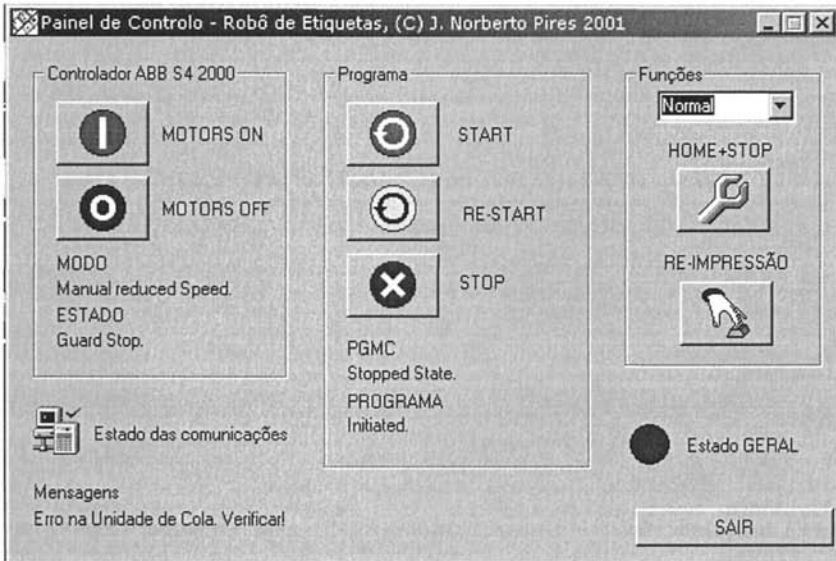 Painel de Controlo - Robô de Etiquetas, (C) J. Norberto Pires 2001
Controlador ABB S4 2000
MOTORS ON
MOTORS OFF
MODO
Manual reduced Speed.
ESTADO
Guard Stop.
Programa
START
RE-START
STOP
PGMC
Stopped State.
PROGRAMA
Initiated.
Funções
Normal
HOME+STOP
RE-IMPRESSÃO
Estado das comunicações
Estado GERAL
Mensagens
Erro na Unidade de Cola. Verificar!
SAIR